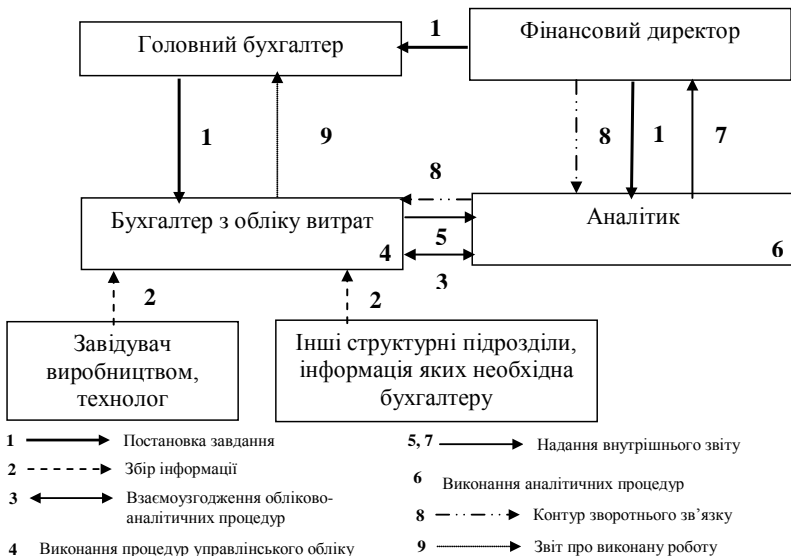 Головний бухгалтер
1
Фінансовий директор
1
9
8
1
7
8
Бухгалтер з обліку витрат
4
5
3
Аналітик
6
2
2
Завідувач
виробництвом,
технолог
Інші структурні підрозділи,
інформація яких необхідна
бухгалтеру
1 Постановка завдання
2 Збір інформації
3 Взаємоузгодження обліково-
аналітичних процедур
4 Виконання процедур управлінського обліку
5, 7 Надання внутрішнього звіту
6 Виконання аналітичних процедур
8 Контур зворотнього зв’язку
9 Звіт про виконану роботу